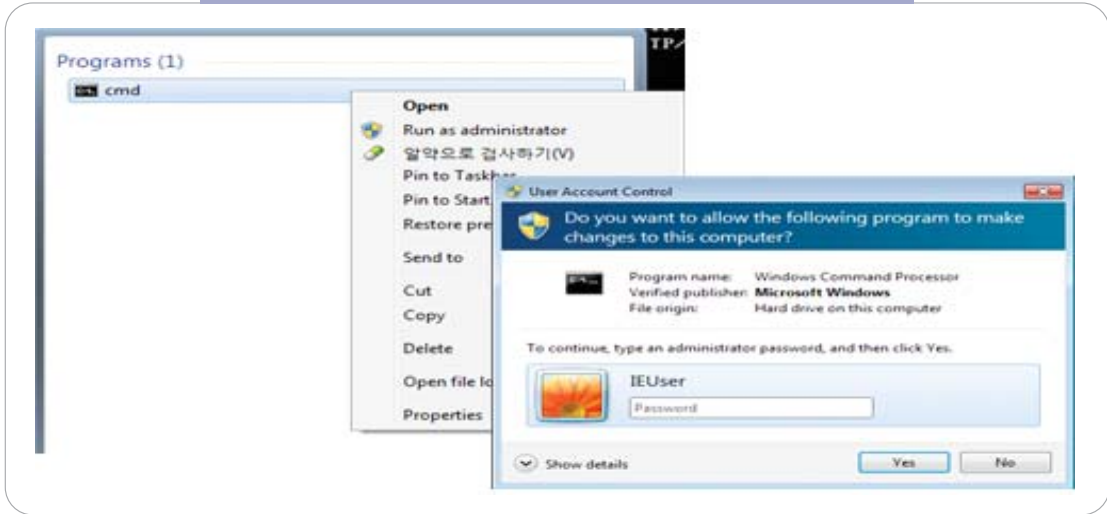 TP/
Programs (1)
cmd
Open
Run as administrator
알약으로 검사하기(V)
Pin to Taskbar
Pin to Start
Restore pre
Send to
Cut
Copy
Delete
Open file lo
Properties
User Account Control
Do you want to allow the following program to make
changes to this computer?
Program name: Windows Command Processor
Verified publisher: Microsoft Windows
File origin: Hard drive on this computer
To continue, type an administrator password, and then click Yes.
IEUser
Password
Show details
Yes
No